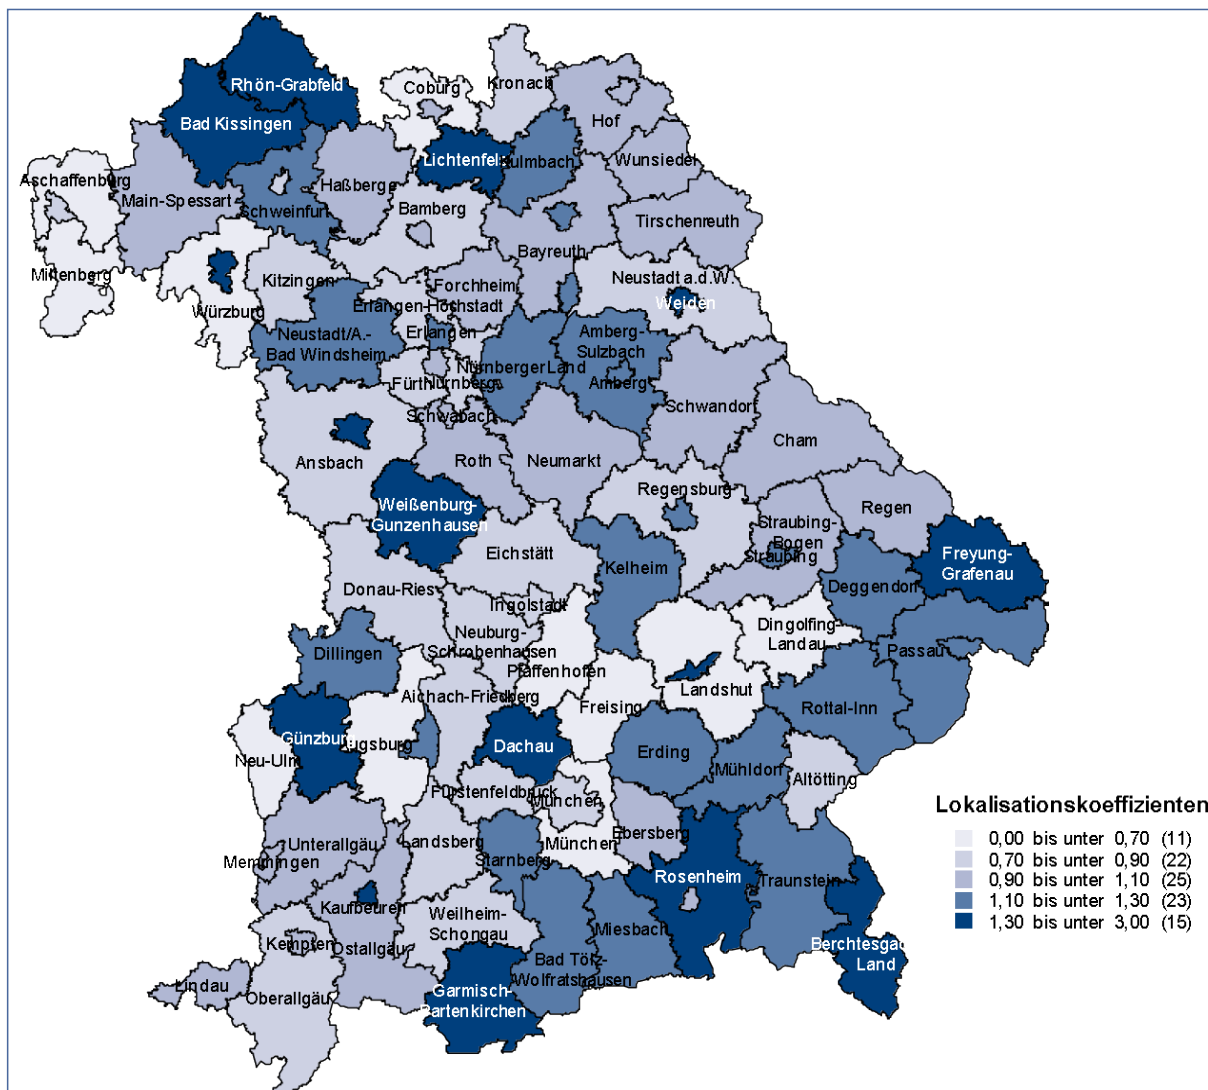 Rhön-Grabfeld
Coburg
Kronach
Bad Kissingen
Hof
Lichtenfels
Kulmbach
Wunsiedel
Aschaffenburg
Main-Spessart
Haßberge
Schweinfurt
Bamberg
Tirschenreuth
Bayreuth
Miltenberg
Kitzingen
Forchheim
Neustadt a.d.W.
Weiden
Würzburg
Erlangen-Höchstadt
Neustadt/A.-
Bad Windsheim
Erlangen
Amberg-
Sulzbach
Nürnberger Land
Fürth
Nürnberg
Amberg
Schwabach
Schwandorf
Cham
Ansbach
Roth
Neumarkt
Regensburg
Weißenburg-
Gunzenhausen
Straubing-
Bogen
Regen
Eichstätt
Straubing
Freyung-
Grafenau
Kelheim
Deggendorf
Donau-Ries
Ingolstadt
Neuburg-
Schrobenhausen
Dingolfing-
Landau
Dillingen
Passau
Pfaffenhofen
Aichach-Friedberg
Landshut
Freising
Rottal-Inn
Günzburg
Augsburg
Dachau
Neu-Ulm
Erding
Mühldorf
Altötting
Fürstenfeldbruck
München
Unterallgäu
Landsberg
München
Ebersberg
Memmingen
Starnberg
Rosenheim
Traunstein
Kaufbeuren
Weilheim-
Schongau
Miesbach
Kempten
Ostallgäu
Bad Tölz-
Wolfratshausen
Berchtesgad
Land
Lindau
Oberallgäu
Garmisch-
Partenkirchen
Lokalisationskoeffizienten
0,00 bis unter 0,70 (11)
0,70 bis unter 0,90 (22)
0,90 bis unter 1,10 (25)
1,10 bis unter 1,30 (23)
1,30 bis unter 3,00 (15)